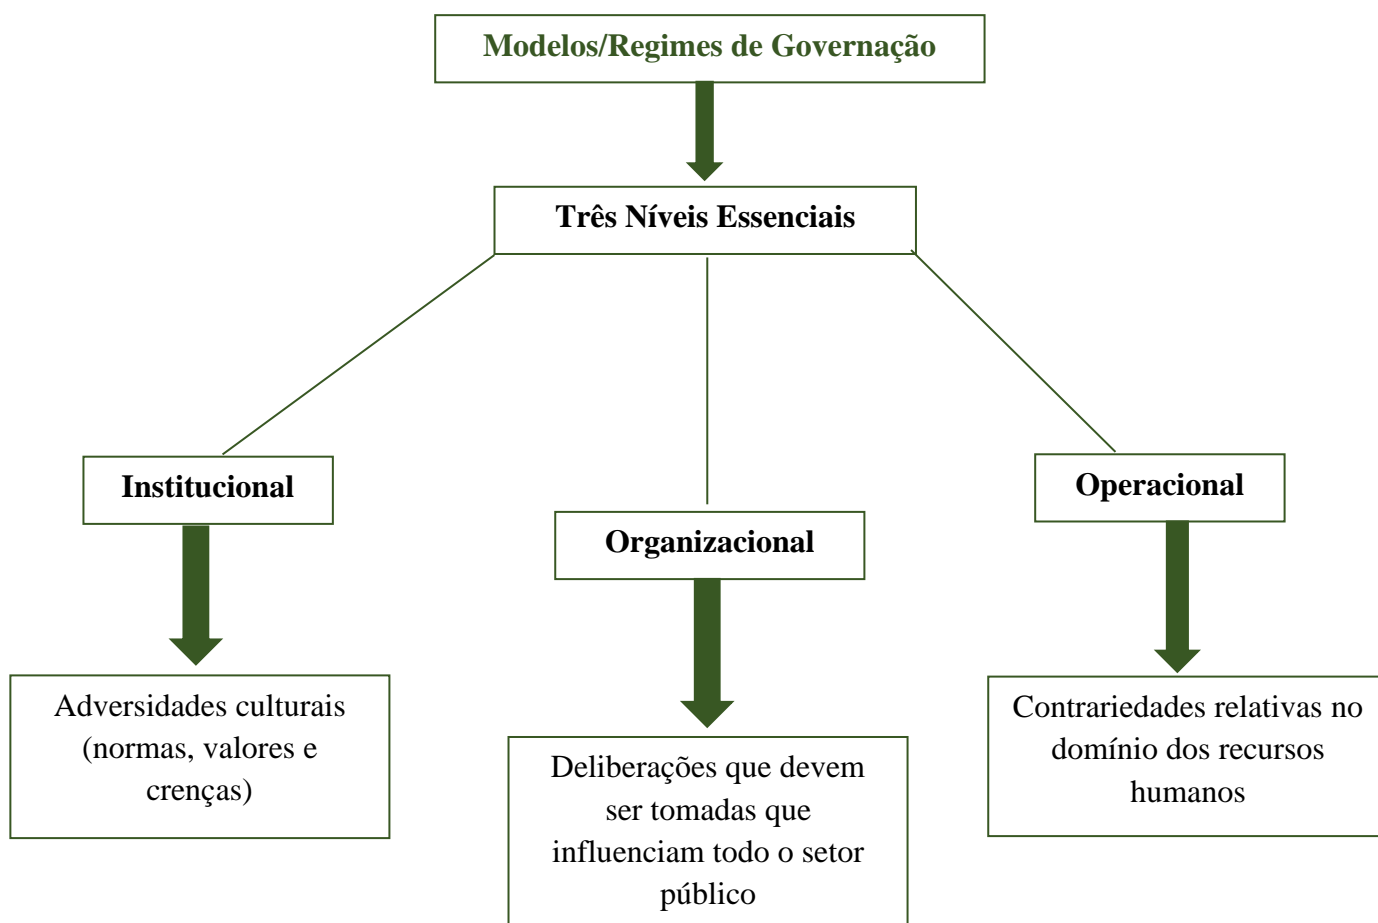 Modelos/Regimes de Governação
Três Níveis Essenciais
Institucional
Organizacional
Operacional
Adversidades culturais
(normas, valores e
crenças)
Deliberações que devem
ser tomadas que
influenciam todo o setor
público
Contrariedades relativas no
domínio dos recursos
humanos